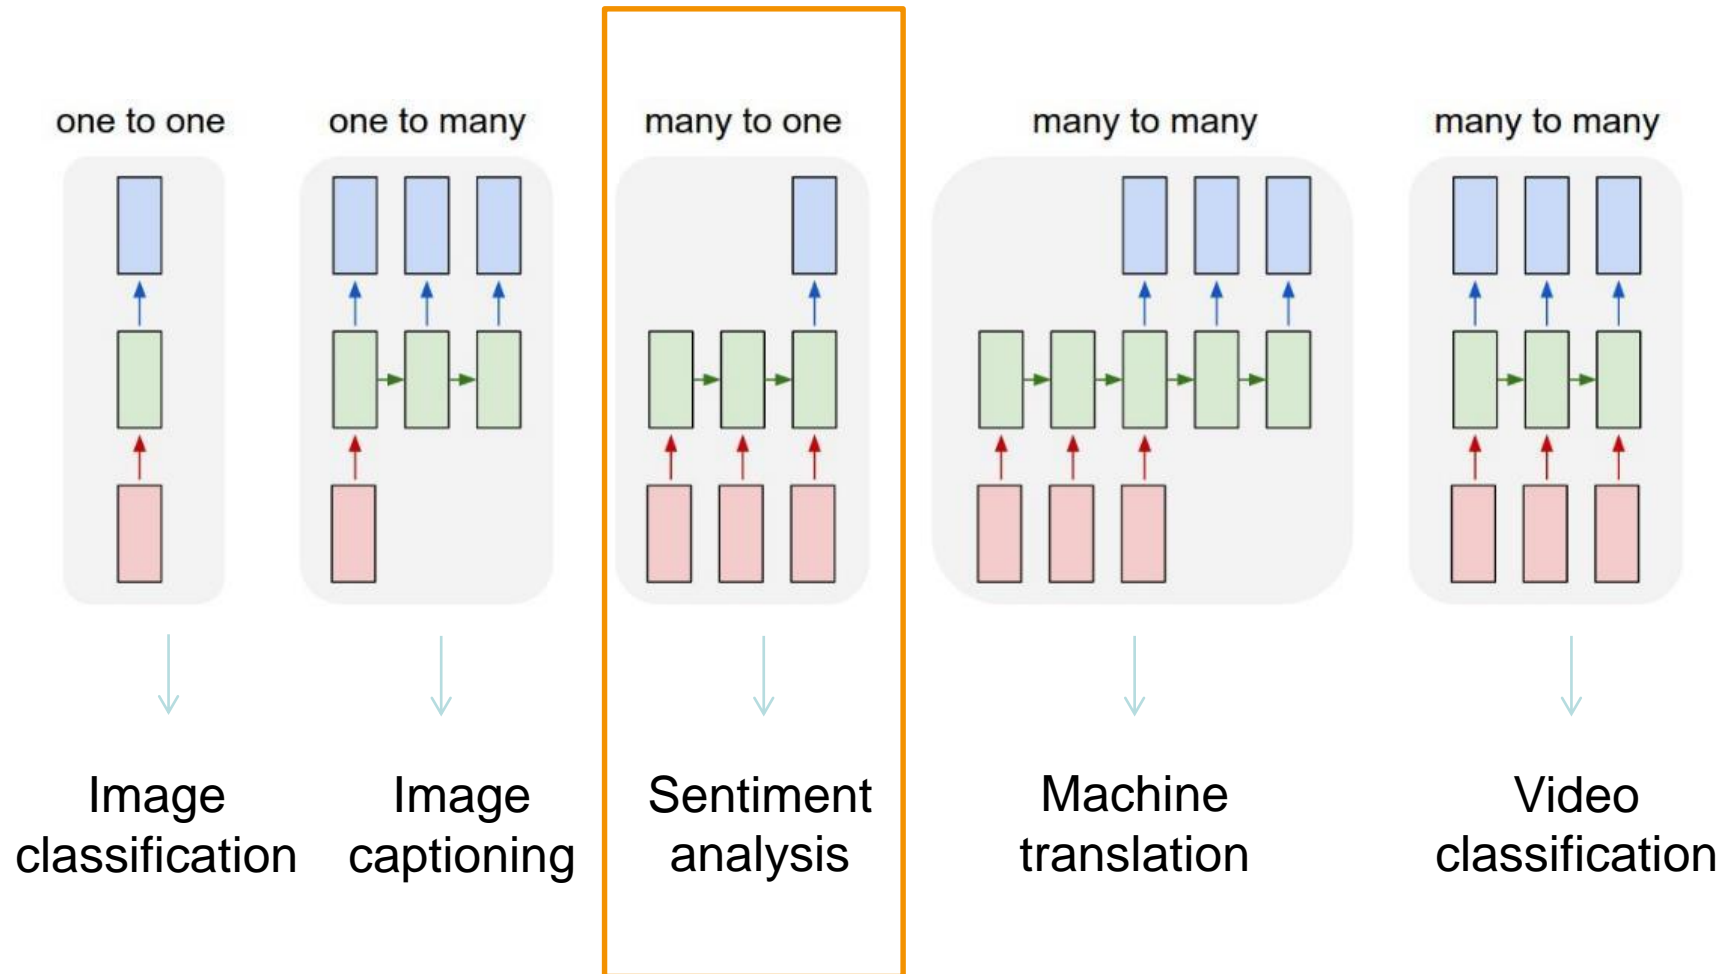 one to one
one to many
many to one
many to many
many to many
Image
classification
Image
captioning
Sentiment
analysis
Machine
translation
Video
classification